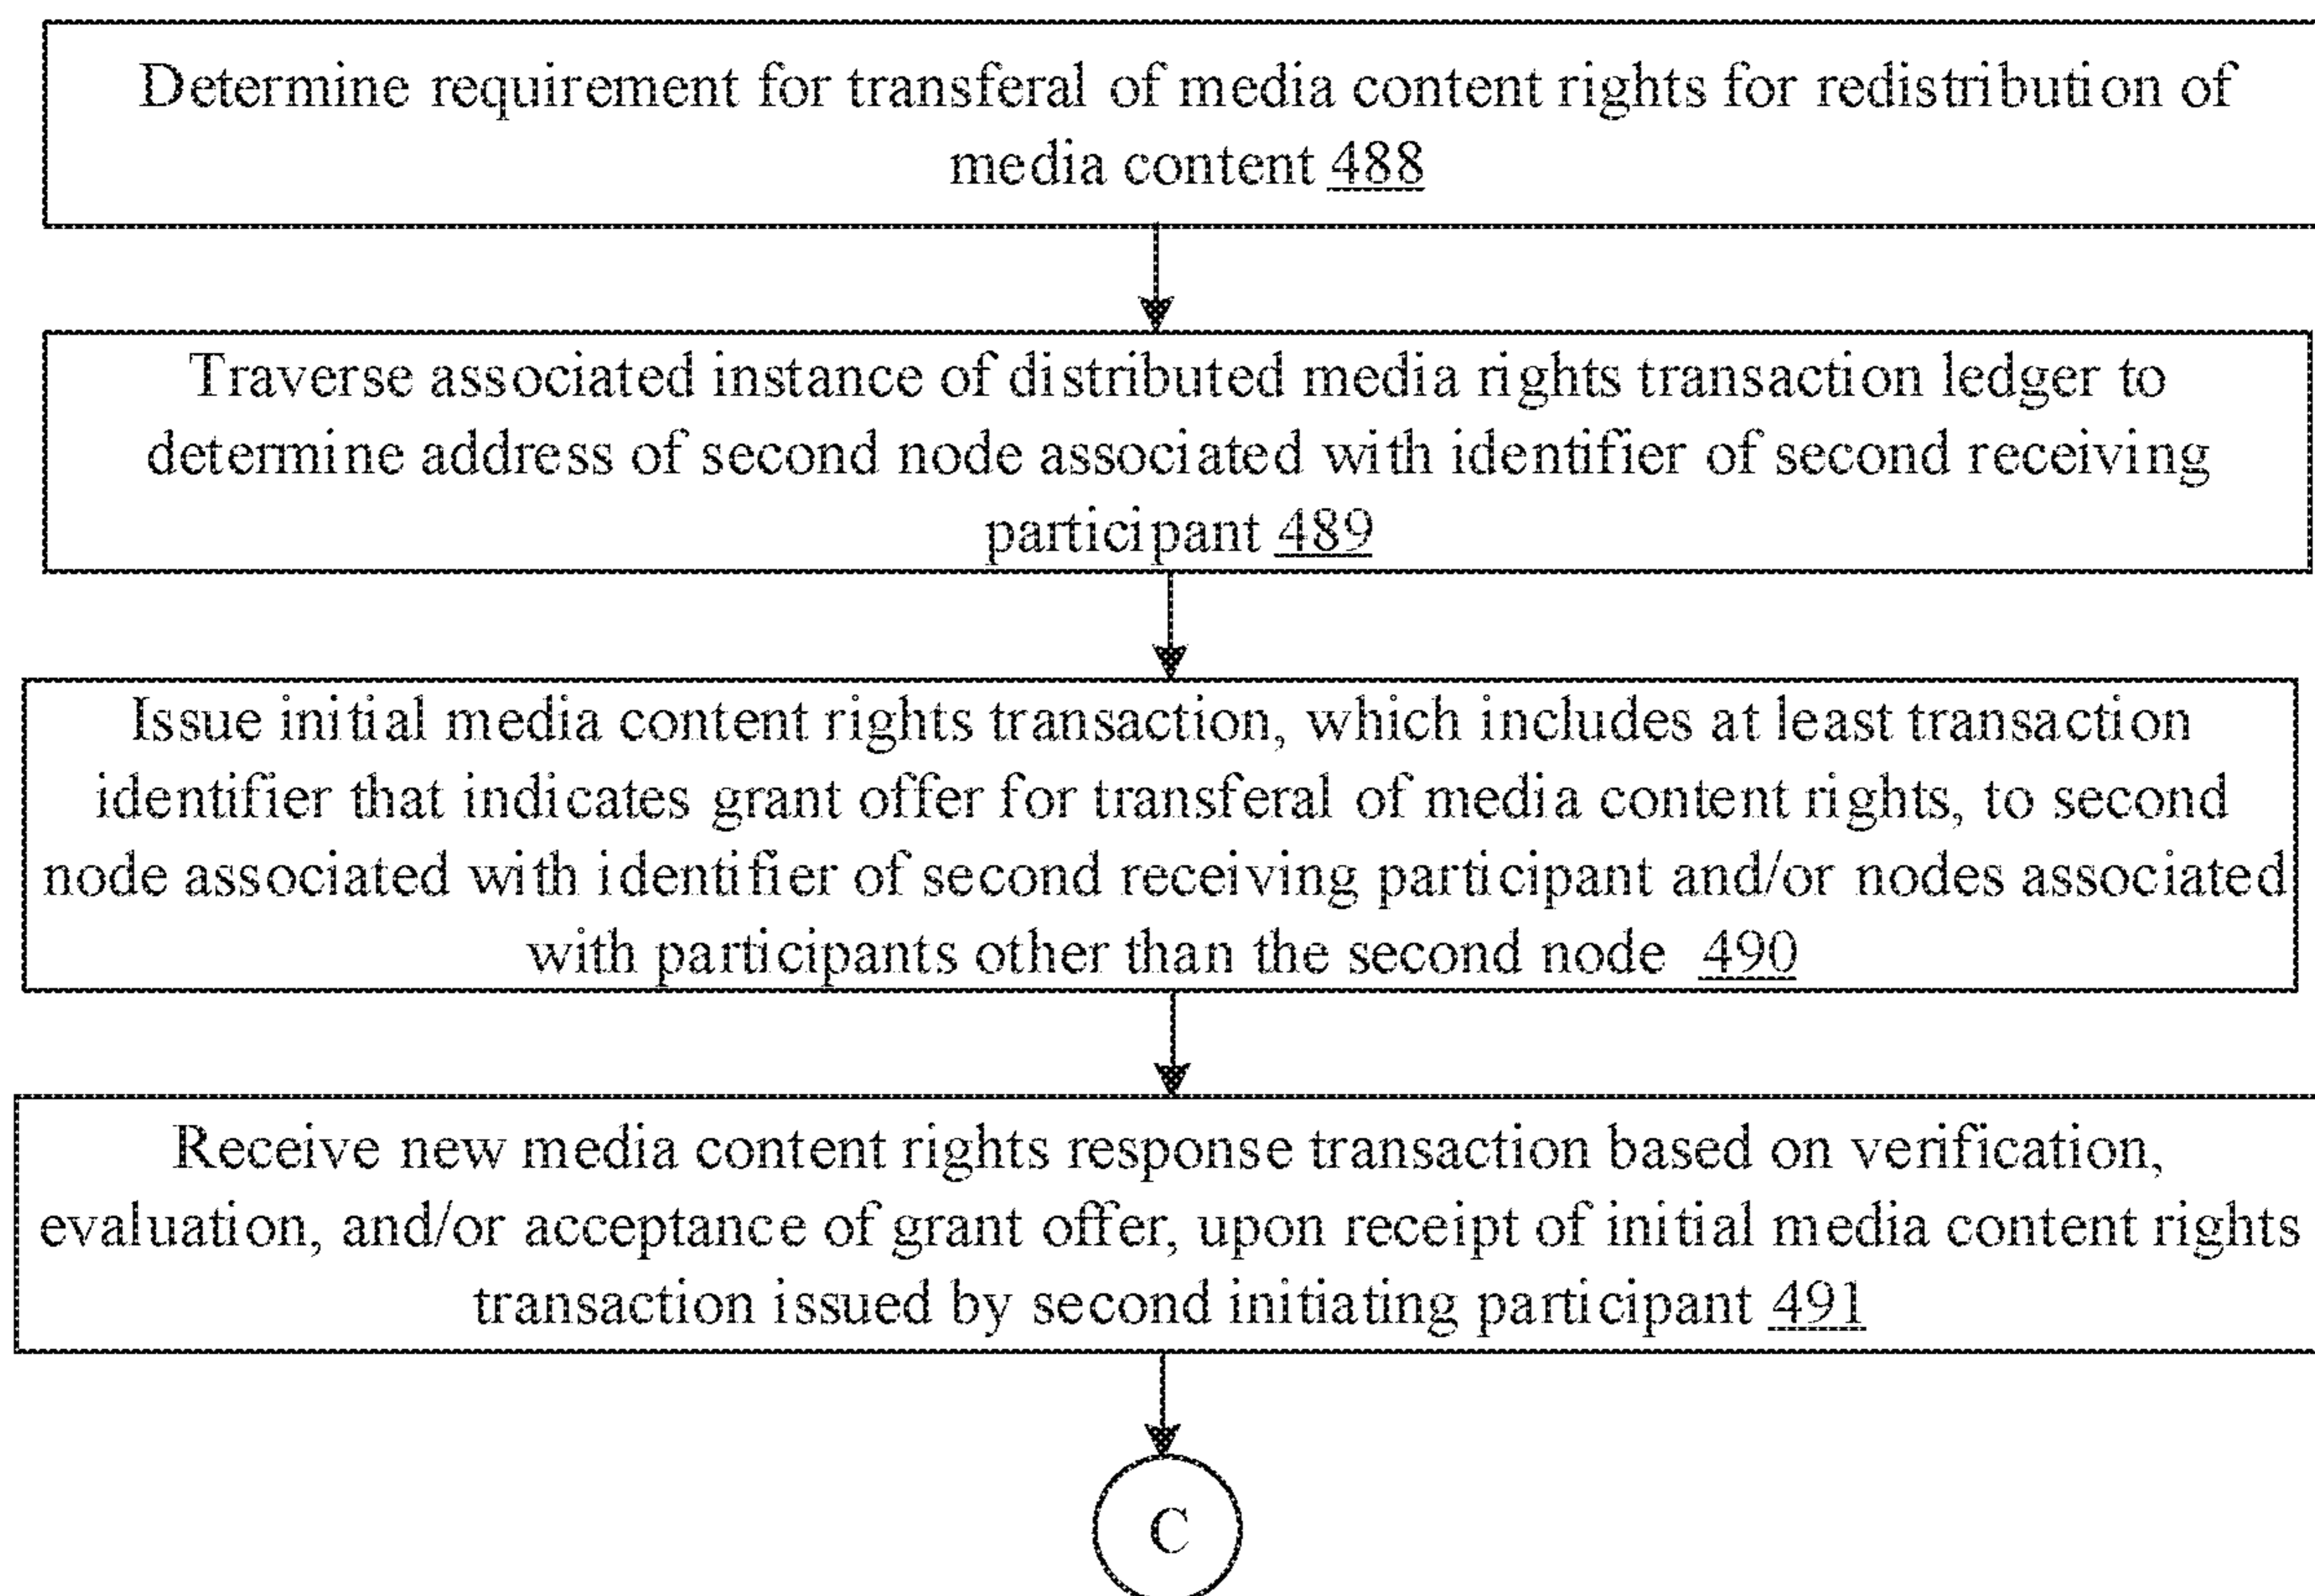 Determine requirement for transferal of media content rights for redistribution of
media content 488
Traverse associated instance of distributed media rights transaction ledger to
determine address of second node associated with identifier of second receiving
participant 489
Issue initial media content rights transaction, which includes at least transaction
identifier that indicates grant offer for transferal of media content rights, to second
node associated with identifier of second receiving participant and/or nodes associated
with participants other than the second node 490
Receive new media content rights response transaction based on verification,
evaluation, and/or acceptance of grant offer, upon receipt of initial media content rights
transaction issued by second initiating participant 491
C